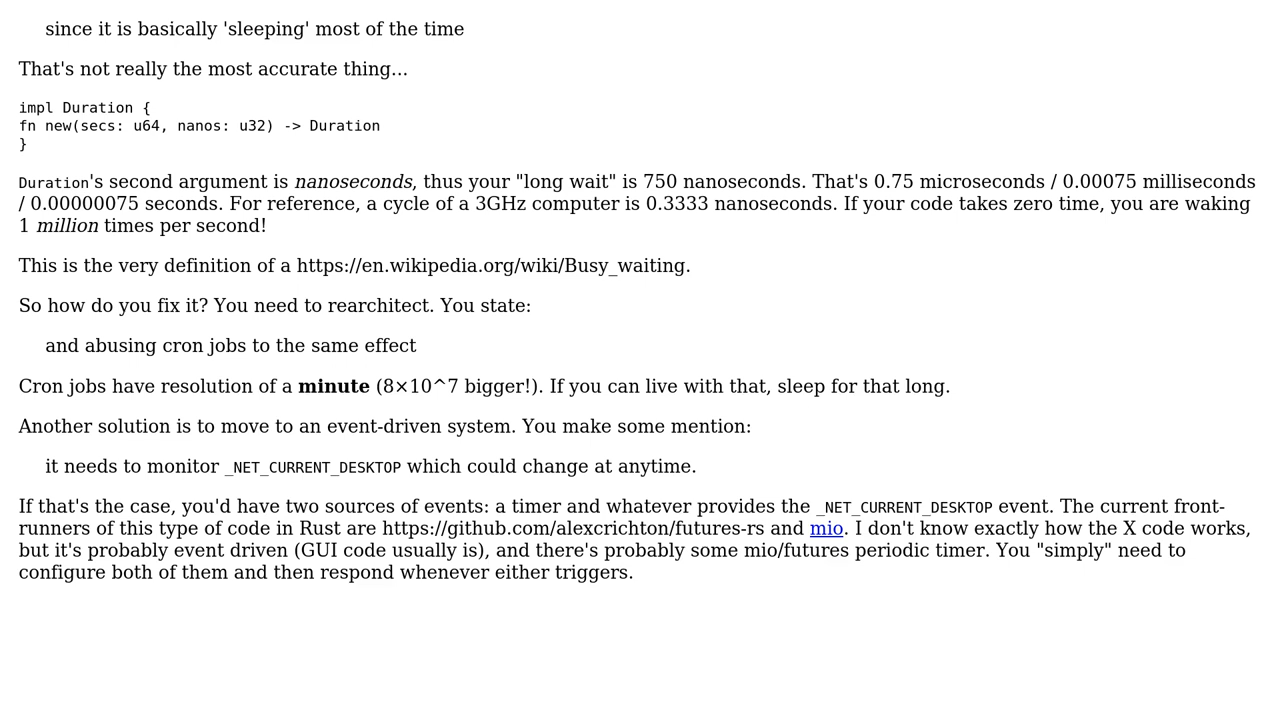 since it is basically 'sleeping' most of the time
That's not really the most accurate thing...
impl Duration {
fn new(secs: u64, nanos: u32) -> Duration
}
Duration's second argument is nanoseconds, thus your "long wait" is 750 nanoseconds. That's 0.75 microseconds / 0.00075 milliseconds
/ 0.00000075 seconds. For reference, a cycle of a 3GHz computer is 0.3333 nanoseconds. If your code takes zero time, you are waking
1 million times per second!
This is the very definition of a https://en.wikipedia.org/wiki/Busy_waiting.
So how do you fix it? You need to rearchitect. You state:
and abusing cron jobs to the same effect
Cron jobs have resolution of a minute (8×10^7 bigger!). If you can live with that, sleep for that long.
Another solution is to move to an event-driven system. You make some mention:
it needs to monitor _NET_CURRENT_DESKTOP which could change at anytime.
If that's the case, you'd have two sources of events: a timer and whatever provides the _NET_CURRENT_DESKTOP event. The current front-
runners of this type of code in Rust are https://github.com/alexcrichton/futures-rs and mio. I don't know exactly how the X code works,
but it's probably event driven (GUI code usually is), and there's probably some mio/futures periodic timer. You "simply" need to
configure both of them and then respond whenever either triggers.